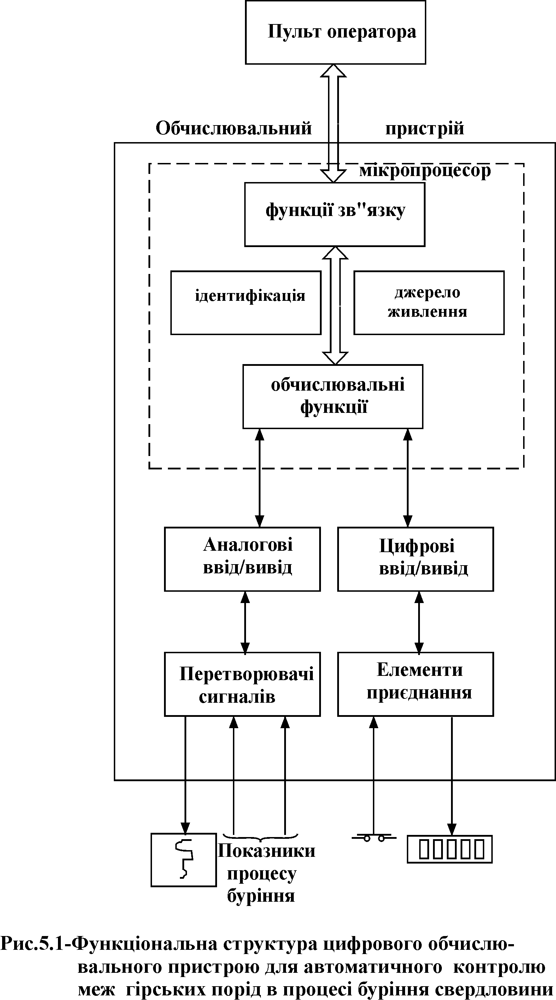 Пульт оператора
Обчислювальний пристрій
мікропроцесор
функції зв"язку
ідентифікація
джерело
живлення
обчислювальні
функції
Аналогові
ввід/вивід
Цифрові
ввід/вивід
Перетворювачі
сигналів
Елементи
приєднання
Показники
процесу
буріння
Рис.5.1-Функціональна структура цифрового обчислю-
вального пристрою для автоматичного контролю
меж гірських порід в процесі буріння свердловини